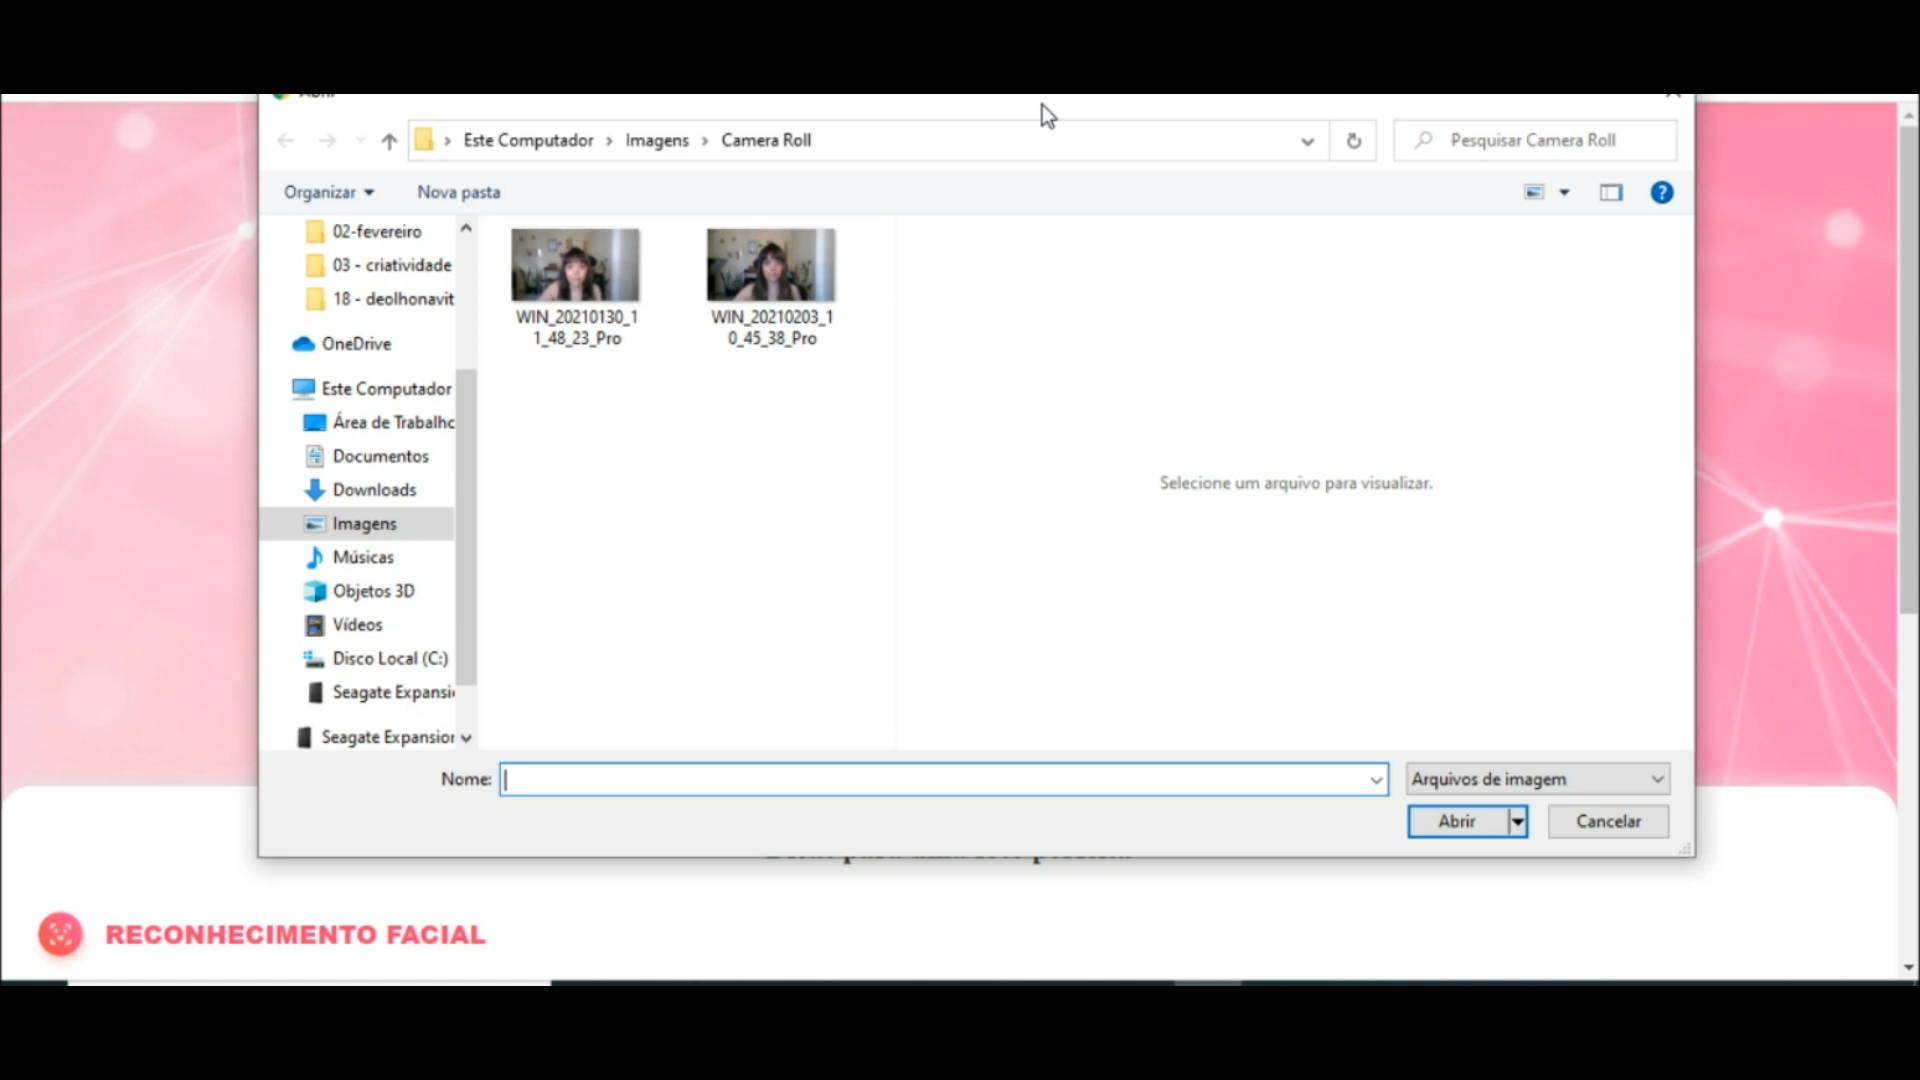 Abrir
Este Computador > Imagens > Camera Roll
Pesquisar Camera Roll
Organizar
Nova pasta
02-fevereiro
03 - criatividade
18 - deolhonavit
OneDrive
Este Computador
Área de Trabalho
Documentos
Downloads
Imagens
Músicas
Objetos 3D
Vídeos
Disco Local (C:)
Seagate Expansi
Seagate Expansion
WIN_20210130_1
1_48_23_Pro
WIN_20210203_1
0_45_38_Pro
Selecione um arquivo para visualizar.
Nome:
Arquivos de imagem
Abrir
Cancelar
RECONHECIMENTO FACIAL